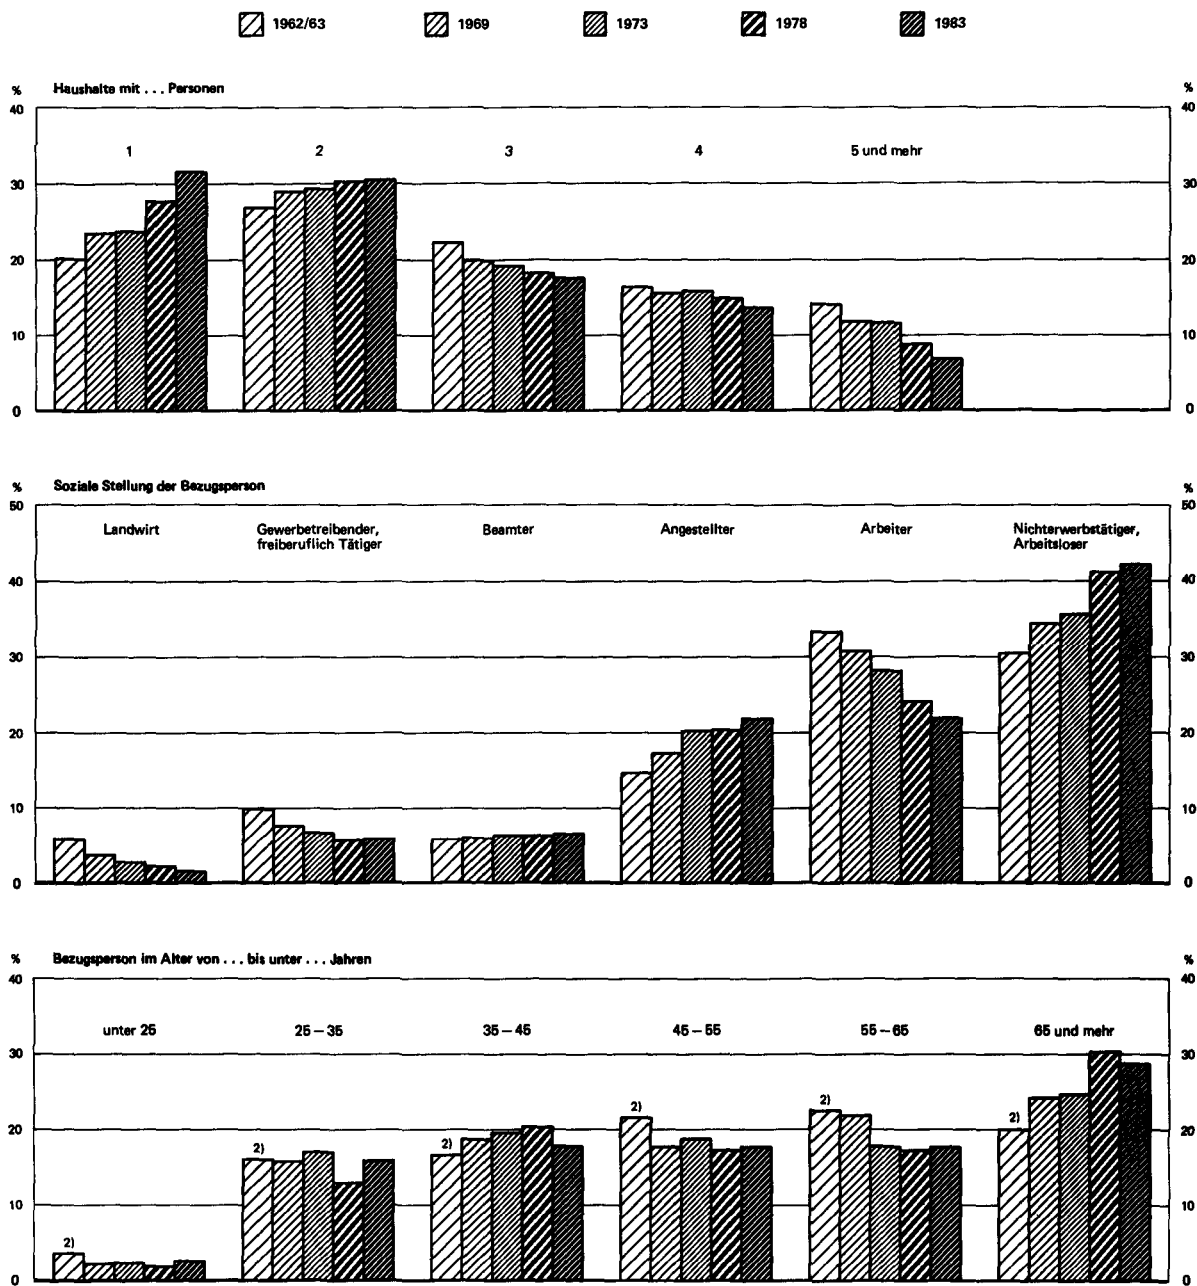 1962/63 1969 1973 1978 1983
% Haushalte mit . . . Personen %
40 40
1 2 3 4 5 und mehr
30 30
20 20
10 10
0 0
% Soziale Stellung der Bezugsperson %
50 50
Landwirt Gewerbetreibender, Beamter Angestellter Arbeiter Nichterwerbstätiger,
freiberuflich Tätiger Arbeitsloser
40 40
30 30
20 20
10 10
0 0
% Bezugsperson im Alter von . . . bis unter . . . Jahren %
40 40
unter 25 25 – 35 35 – 45 45 – 55 55 – 65 65 und mehr
30 30
2) 2)
2)
20 20
2) 2)
10 10
2)
0 0